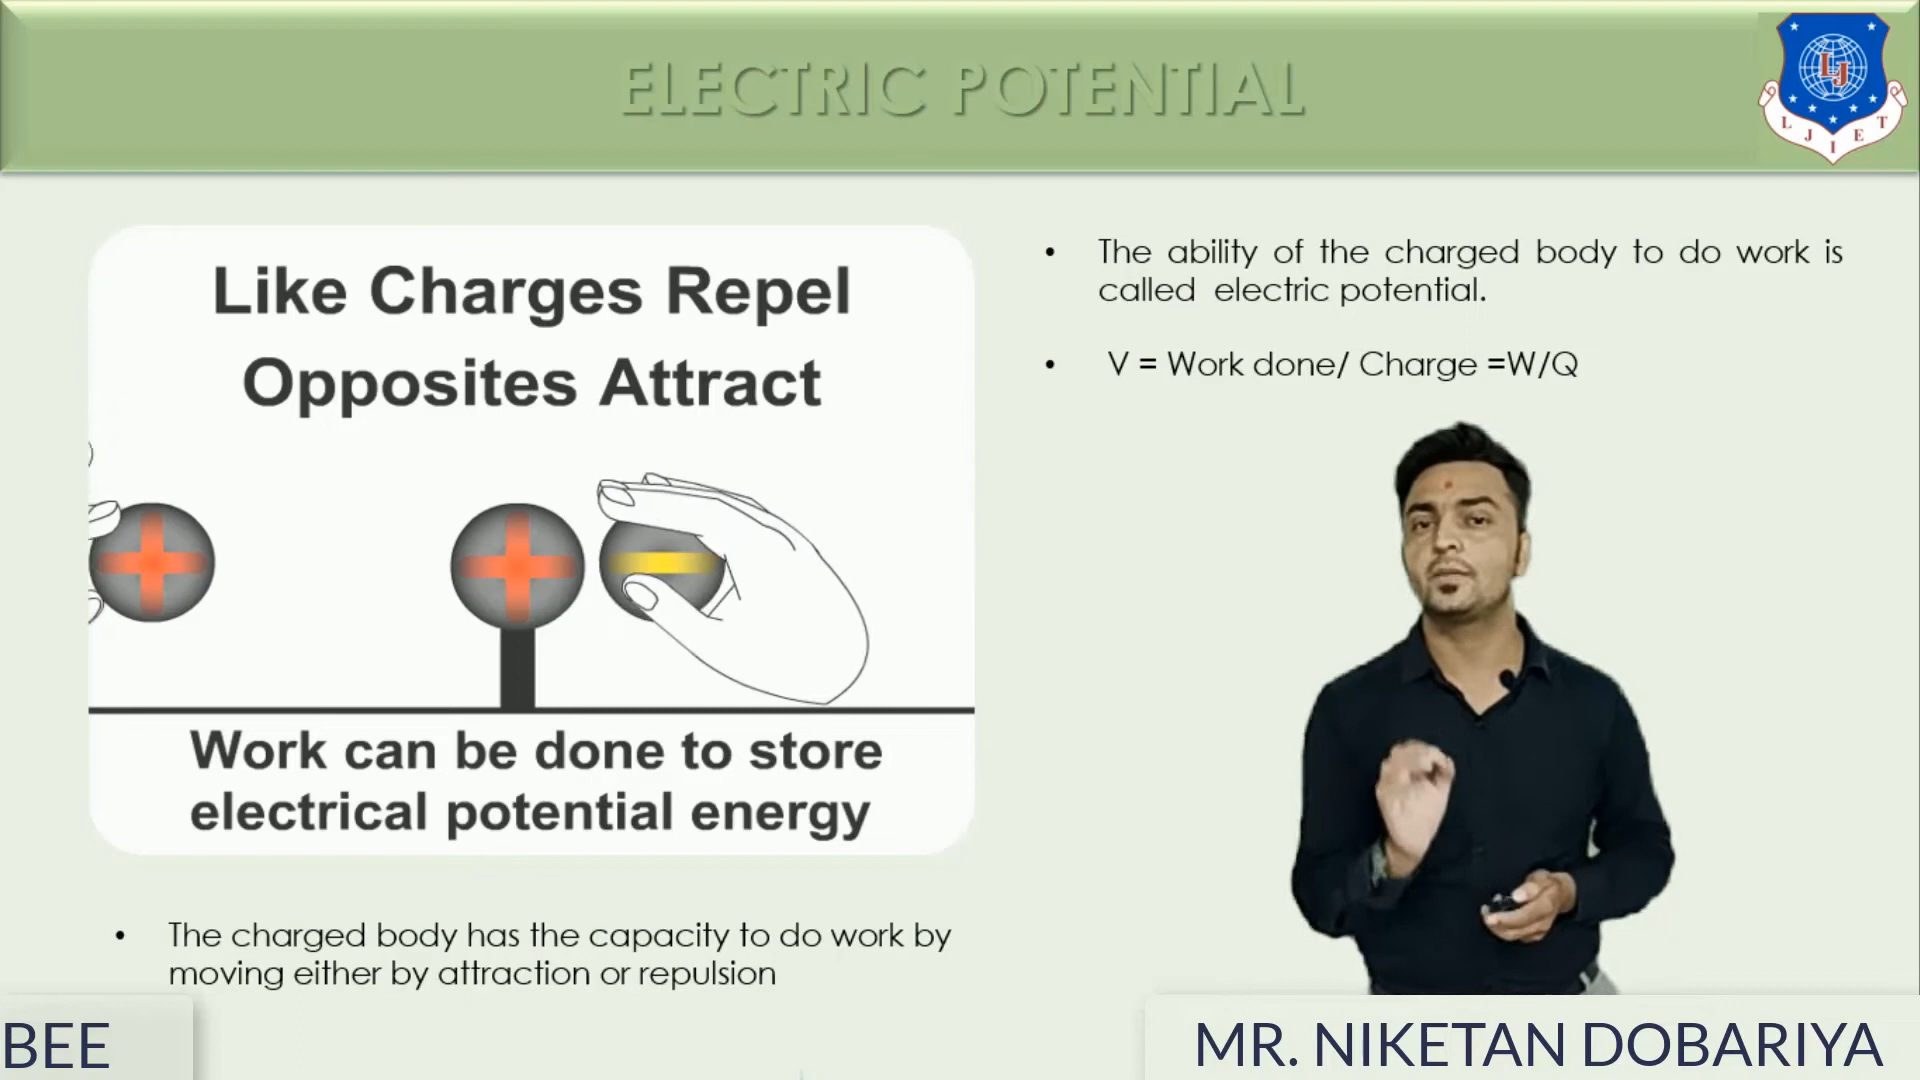 ELECTRIC POTENTIAL
LJ
L J I E T
Like Charges Repel
Opposites Attract
Work can be done to store
electrical potential energy
• The charged body has the capacity to do work by
moving either by attraction or repulsion
• The ability of the charged body to do work is
called electric potential.
• V = Work done/ Charge =W/Q
BEE
MR. NIKETAN DOBARIYA